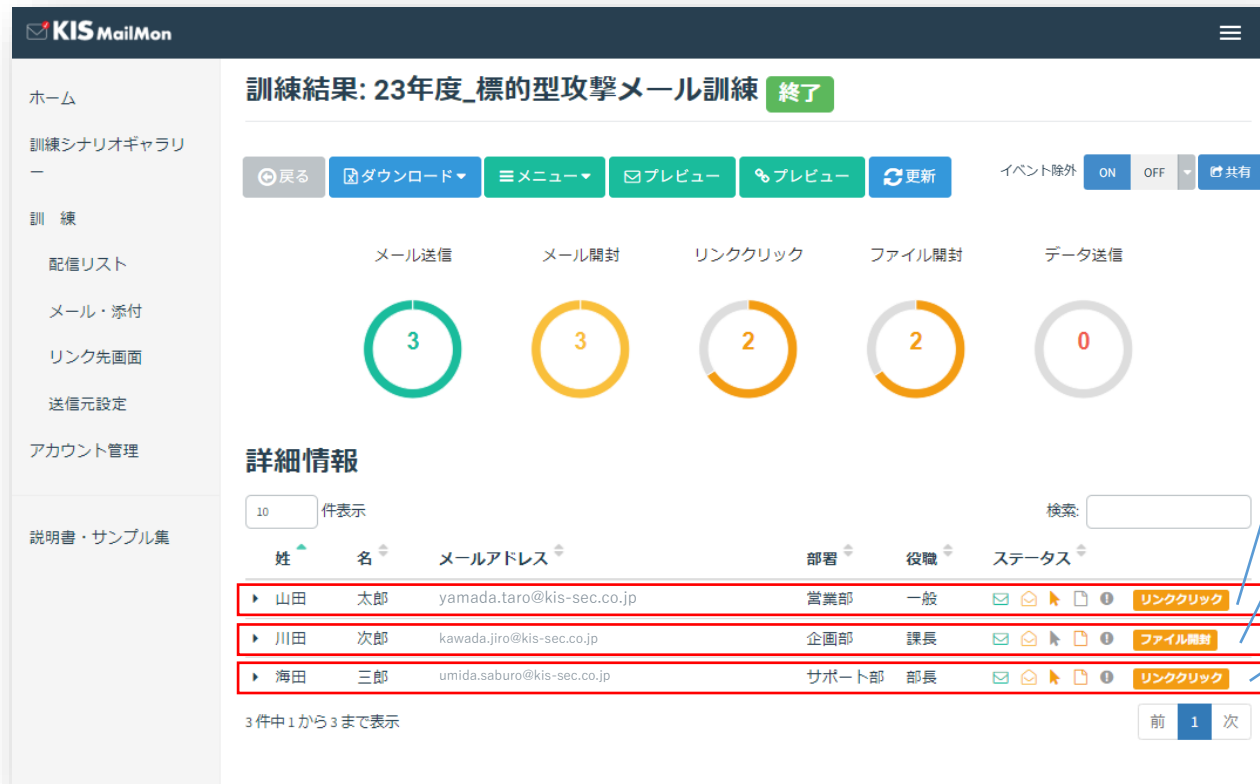 KIS MailMon
ホーム
訓練シナリオギャラリ
ー
訓 練
配信リスト
メール・添付
リンク先画面
送信元設定
アカウント管理
説明書・サンプル集
訓練結果: 23年度_標的型攻撃メール訓練 終了
戻る ダウンロード メニュー プレビュー プレビュー 更新 イベント除外 ON OFF 共有
メール送信 メール開封 リンククリック ファイル開封 データ送信
3 3 2 2 0
詳細情報
10 件表示 検索:
姓 名 メールアドレス 部署 役職 ステータス
山田 太郎 yamada.taro@kis-sec.co.jp 営業部 一般 リンククリック
川田 次郎 kawada.jiro@kis-sec.co.jp 企画部 課長 ファイル開封
海田 三郎 umida.saburo@kis-sec.co.jp サポート部 部長 リンククリック
3件中1から3まで表示 前 1 次